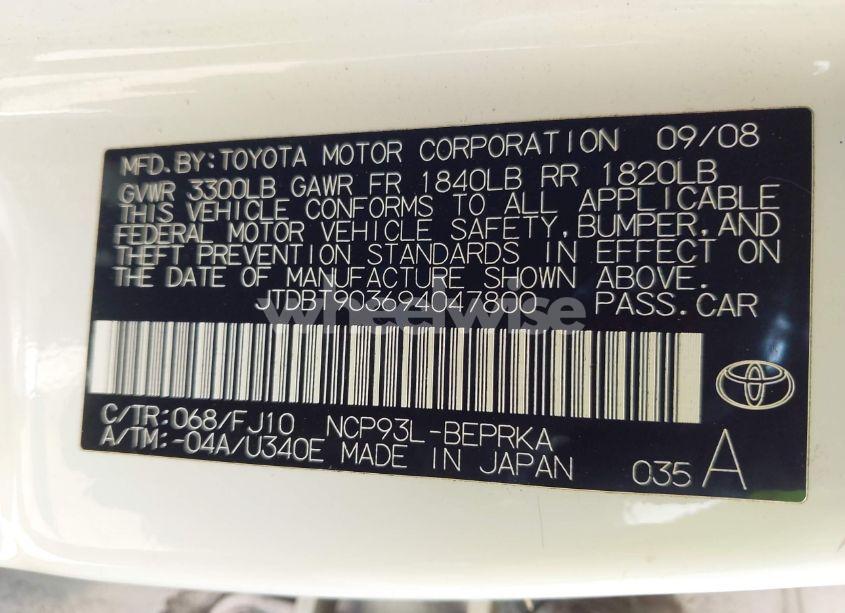 MFD.BY:TOYOTA MOTOR CORPORATION 09/08
GVWR 3300LB GAWR FR 1840LB RR 1820LB
THIS VEHICLE CONFORMS TO ALL APPLICABLE
FEDERAL MOTOR VEHICLE SAFETY,BUMPER,AND
THEFT PREVENTION STANDARDS IN EFFECT ON
THE DATE OF MANUFACTURE SHOWN ABOVE.
JTDBT903694047800 PASS.CAR
wheelwise
C/TR:068/FJ10 NCP93L-BEPRKA
A/TM:-04A/U340E MADE IN JAPAN 035 A